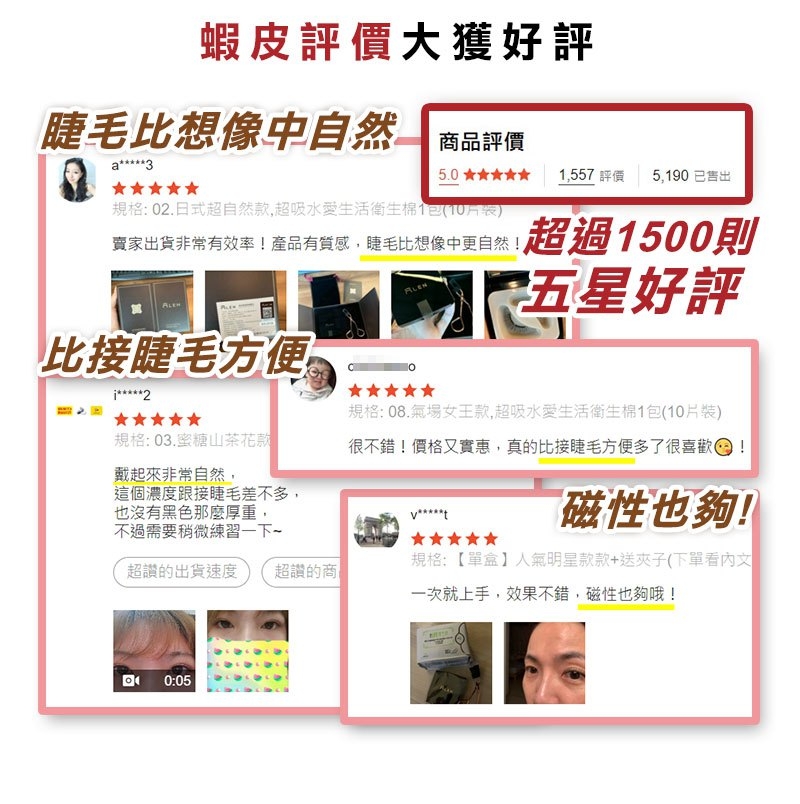 蝦皮評價大獲好評
睫毛比想像中自然
商品評價
5.0 ★★★★★ 1,557 評價 5,190 已售出
超過1500則
五星好評
a*****3
★★★★★
規格: 02.日式超自然款,超吸水愛生活衛生棉1包(10片裝)
賣家出貨非常有效率！產品有質感，睫毛比想像中更自然！
ALEN
ALEN
比接睫毛方便
o
★★★★★
規格: 08.氣場女王款,超吸水愛生活衛生棉1包(10片裝)
很不錯！價格又實惠，真的比接睫毛方便多了很喜歡😘！
i*****2
★★★★★
規格: 03.蜜糖山茶花款
戴起來非常自然，
這個濃度跟接睫毛差不多，
也沒有黑色那麼厚重，
不過需要稍微練習一下~
超讚的出貨速度 超讚的商
0:05
磁性也夠!
v*****t
★★★★★
規格: 【單盒】人氣明星款款+送夾子(下單看內文
一次就上手，效果不錯，磁性也夠哦！